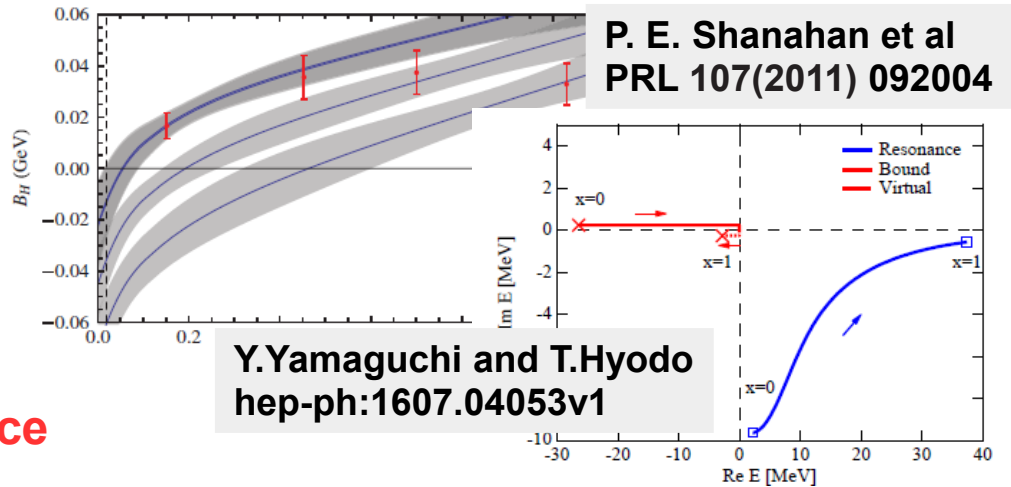 0.06
0.04
0.02
0.00
−0.02
−0.04
−0.06
B_H (GeV)
0.0
0.2
P. E. Shanahan et al
PRL 107(2011) 092004
4
2
0
-2
-4
-10
Im E [MeV]
Resonance
Bound
Virtual
x=0
x=1
x=1
x=0
-30 -20 -10 0 10 20 30 40
Re E [MeV]
Y.Yamaguchi and T.Hyodo
hep-ph:1607.04053v1
ce